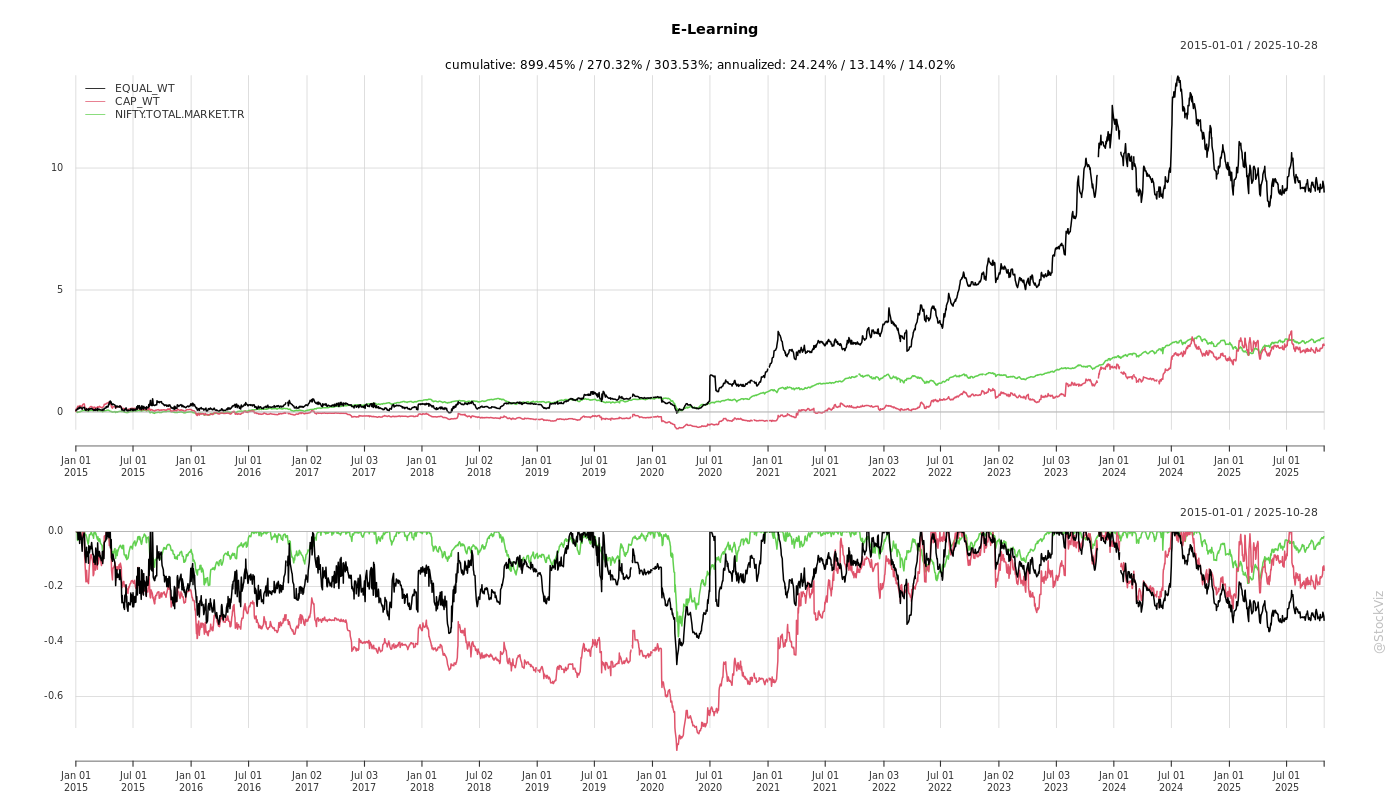 E-Learning
2015-01-01 / 2025-10-28
cumulative: 899.45% / 270.32% / 303.53%; annualized: 24.24% / 13.14% / 14.02%
EQUAL_WT
CAP_WT
NIFTY.TOTAL.MARKET.TR
10
5
0
Jan 01 Jul 01 Jan 01 Jul 01 Jan 02 Jul 03 Jan 01 Jul 02 Jan 01 Jul 01 Jan 01 Jul 01 Jan 01 Jul 01 Jan 03 Jul 01 Jan 02 Jul 03 Jan 01 Jul 01 Jan 01 Jul 01
2015 2015 2016 2016 2017 2017 2018 2018 2019 2019 2020 2020 2021 2021 2022 2022 2023 2023 2024 2024 2025 2025
2015-01-01 / 2025-10-28
0.0
-0.2
-0.4
-0.6
Jan 01 Jul 01 Jan 01 Jul 01 Jan 02 Jul 03 Jan 01 Jul 02 Jan 01 Jul 01 Jan 01 Jul 01 Jan 01 Jul 01 Jan 03 Jul 01 Jan 02 Jul 03 Jan 01 Jul 01 Jan 01 Jul 01
2015 2015 2016 2016 2017 2017 2018 2018 2019 2019 2020 2020 2021 2021 2022 2022 2023 2023 2024 2024 2025 2025
@StockViz